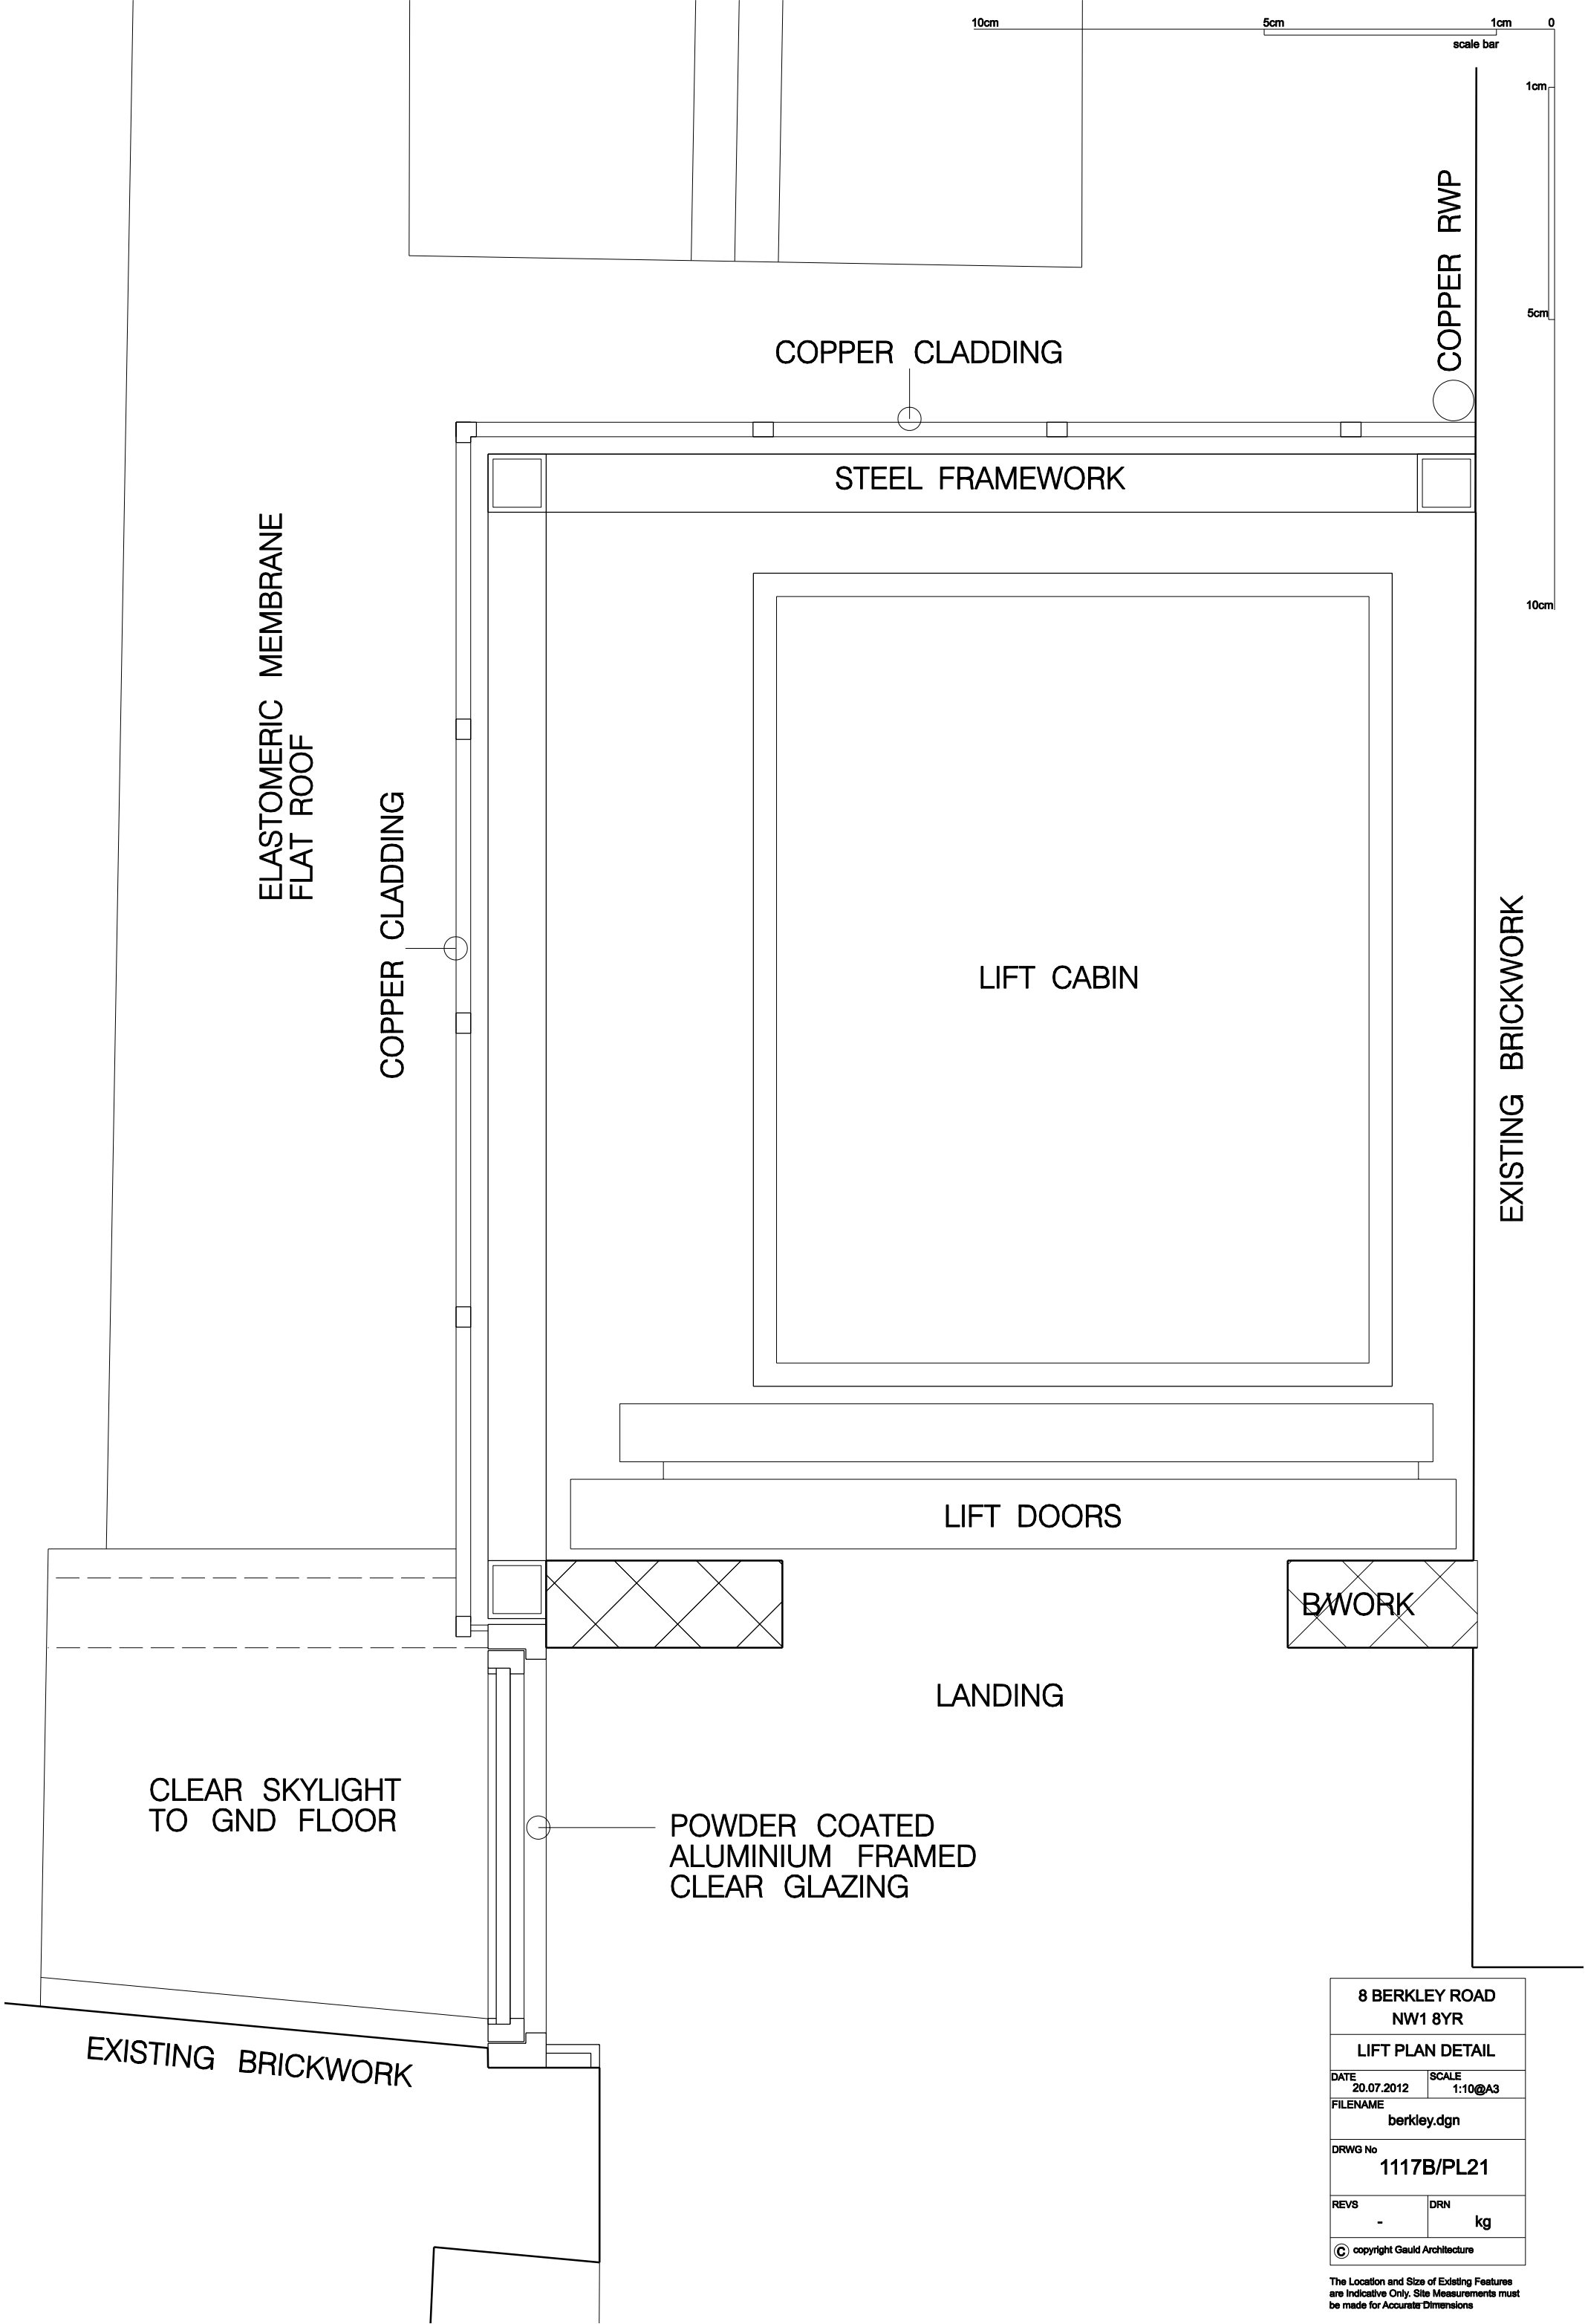 10cm
5cm
1cm
0
scale bar
1cm
5cm
10cm
COPPER RWP
COPPER CLADDING
STEEL FRAMEWORK
ELASTOMERIC MEMBRANE
FLAT ROOF
COPPER CLADDING
LIFT CABIN
EXISTING BRICKWORK
LIFT DOORS
B/WORK
LANDING
CLEAR SKYLIGHT
TO GND FLOOR
POWDER COATED
ALUMINIUM FRAMED
CLEAR GLAZING
EXISTING BRICKWORK
8 BERKLEY ROAD
NW1 8YR
LIFT PLAN DETAIL
DATE
20.07.2012
SCALE
1:10@A3
FILENAME
berkley.dgn
DRWG No
1117B/PL21
REVS
-
DRN
kg
© copyright Gauld Architecture
The Location and Size of Existing Features
are Indicative Only. Site Measurements must
be made for Accurate Dimensions